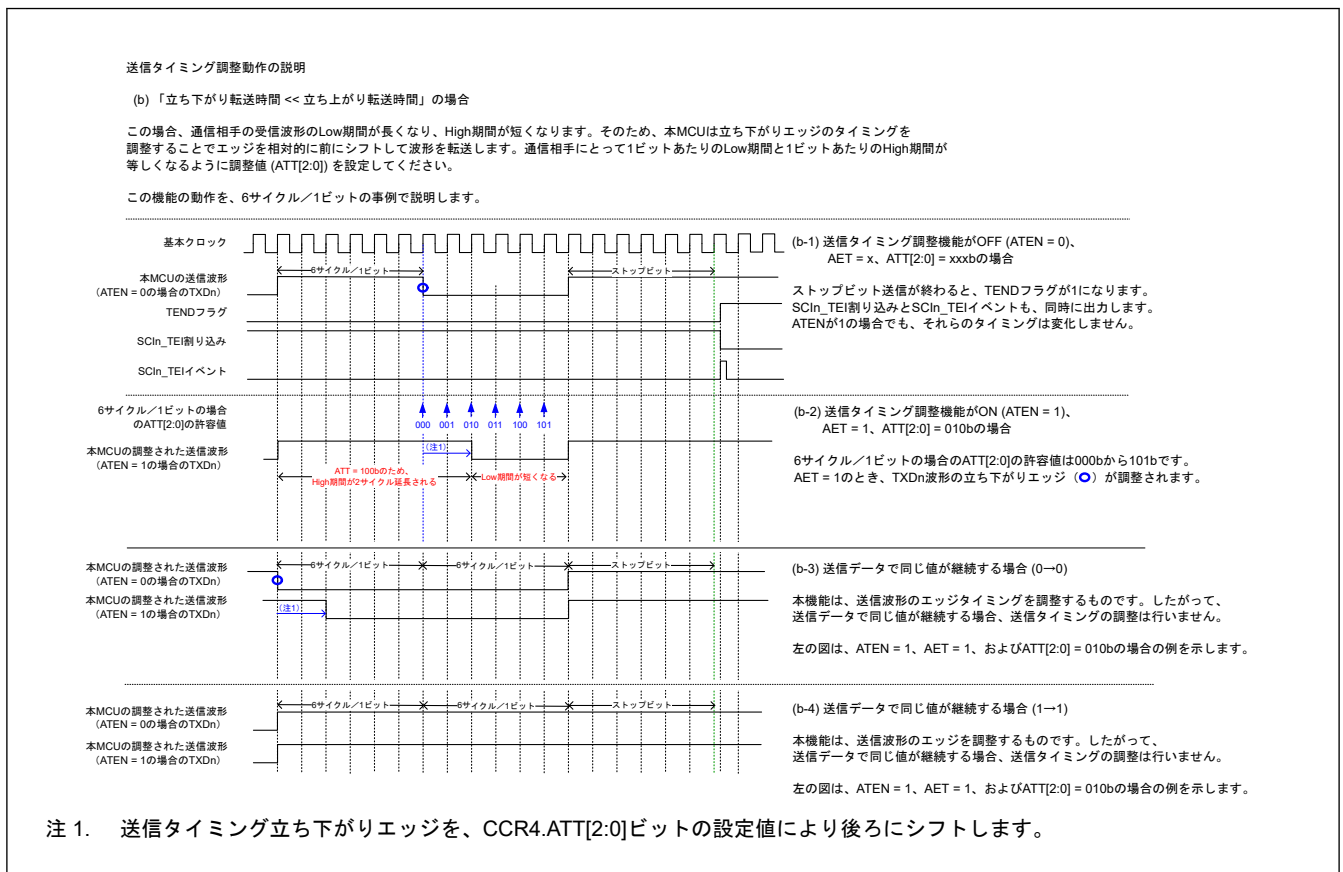 送信タイミング調整動作の説明
(b) 「立ち下がり転送時間 << 立ち上がり転送時間」の場合
この場合、通信相手の受信波形のLow期間が長くなり、High期間が短くなります。そのため、本MCUは立ち下がりエッジのタイミングを
調整することでエッジを相対的に前にシフトして波形を転送します。通信相手にとって1ビットあたりのLow期間と1ビットあたりのHigh期間が
等しくなるように調整値 (ATT[2:0]) を設定してください。
この機能の動作を、6サイクル／1ビットの事例で説明します。
基本クロック
本MCUの送信波形
（ATEN = 0の場合のTXDn）
6サイクル／1ビット
ストップビット
TENDフラグ
SCIn_TEI割り込み
SCIn_TEIイベント
(b-1) 送信タイミング調整機能がOFF (ATEN = 0)、
AET = x、ATT[2:0] = xxxbの場合
ストップビット送信が終わると、TENDフラグが1になります。
SCIn_TEI割り込みとSCIn_TEIイベントも、同時に出力します。
ATENが1の場合でも、それらのタイミングは変化しません。
6サイクル／1ビットの場合
のATT[2:0]の許容値
000 001 010 011 100 101
本MCUの調整された送信波形
（ATEN = 1の場合のTXDn）
（注1）
ATT = 100bのため、
High期間が2サイクル延長される
Low期間が短くなる
(b-2) 送信タイミング調整機能がON (ATEN = 1)、
AET = 1、ATT[2:0] = 010bの場合
6サイクル／1ビットの場合のATT[2:0]の許容値は000bから101bです。
AET = 1のとき、TXDn波形の立ち下がりエッジ（O）が調整されます。
本MCUの調整された送信波形
（ATEN = 0の場合のTXDn）
6サイクル／1ビット
6サイクル／1ビット
ストップビット
本MCUの調整された送信波形
（ATEN = 1の場合のTXDn）
（注1）
(b-3) 送信データで同じ値が継続する場合 (0→0)
本機能は、送信波形のエッジタイミングを調整するものです。したがって、
送信データで同じ値が継続する場合、送信タイミングの調整は行いません。
左の図は、ATEN = 1、AET = 1、およびATT[2:0] = 010bの場合の例を示します。
本MCUの調整された送信波形
（ATEN = 0の場合のTXDn）
6サイクル／1ビット
6サイクル／1ビット
ストップビット
本MCUの調整された送信波形
（ATEN = 1の場合のTXDn）
(b-4) 送信データで同じ値が継続する場合 (1→1)
本機能は、送信波形のエッジを調整するものです。したがって、
送信データで同じ値が継続する場合、送信タイミングの調整は行いません。
左の図は、ATEN = 1、AET = 1、およびATT[2:0] = 010bの場合の例を示します。
注 1. 送信タイミング立ち下がりエッジを、CCR4.ATT[2:0]ビットの設定値により後ろにシフトします。